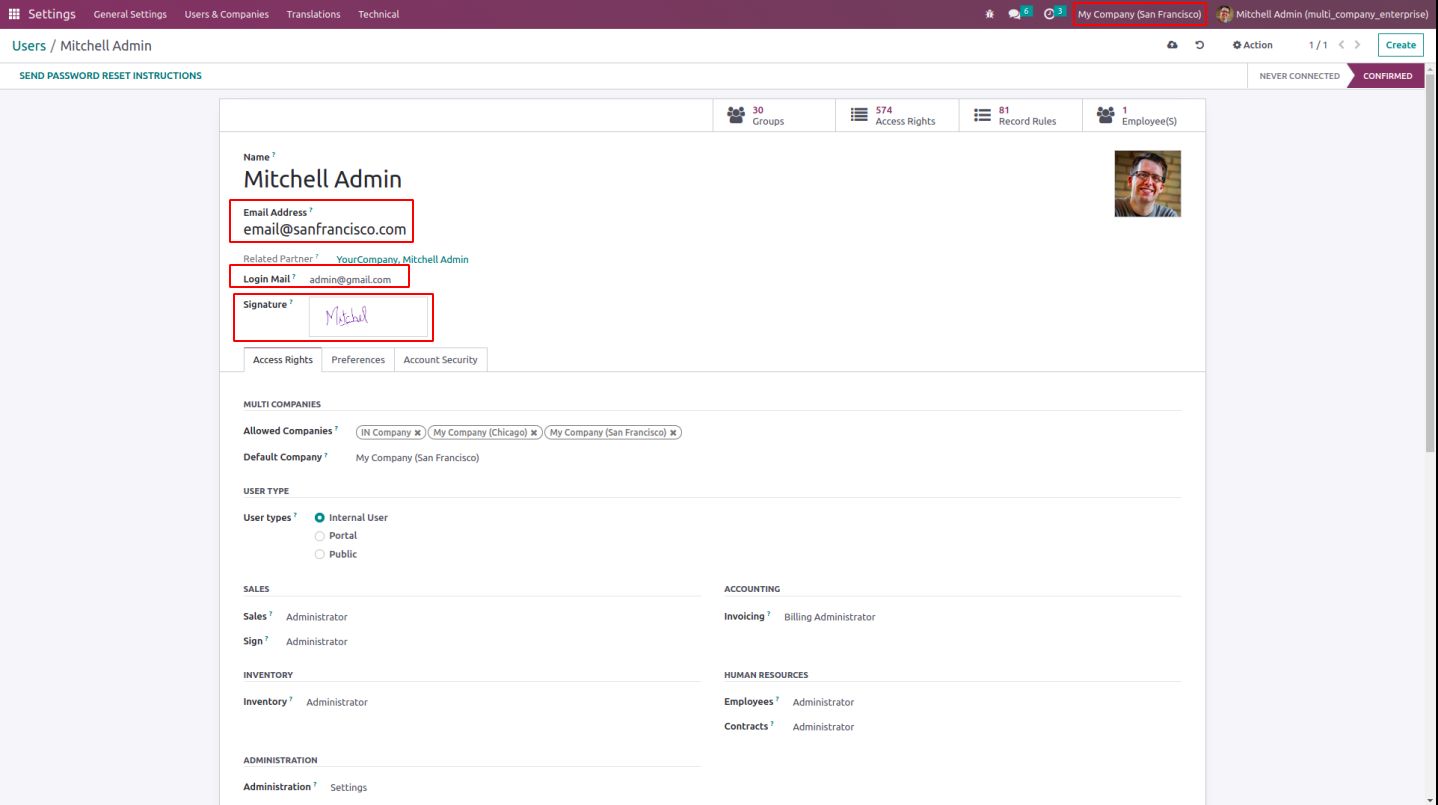 Settings General Settings Users & Companies Translations Technical 6 3 My Company (San Francisco) Mitchell Admin (multi_company_enterprise)
Users / Mitchell Admin Action 1 / 1 Create
SEND PASSWORD RESET INSTRUCTIONS NEVER CONNECTED CONFIRMED
30 Groups 574 Access Rights 81 Record Rules 1 Employee(S)
Name ?
Mitchell Admin
Email Address ?
email@sanfrancisco.com
Related Partner ? YourCompany, Mitchell Admin
Login Mail ? admin@gmail.com
Signature ? Mitchel
Access Rights Preferences Account Security
MULTI COMPANIES
Allowed Companies ? IN Company × My Company (Chicago) × My Company (San Francisco) ×
Default Company ? My Company (San Francisco)
USER TYPE
User types ? Internal User
Portal
Public
SALES ACCOUNTING
Sales ? Administrator Invoicing ? Billing Administrator
Sign ? Administrator
INVENTORY HUMAN RESOURCES
Inventory ? Administrator Employees ? Administrator
Contracts ? Administrator
ADMINISTRATION
Administration ? Settings